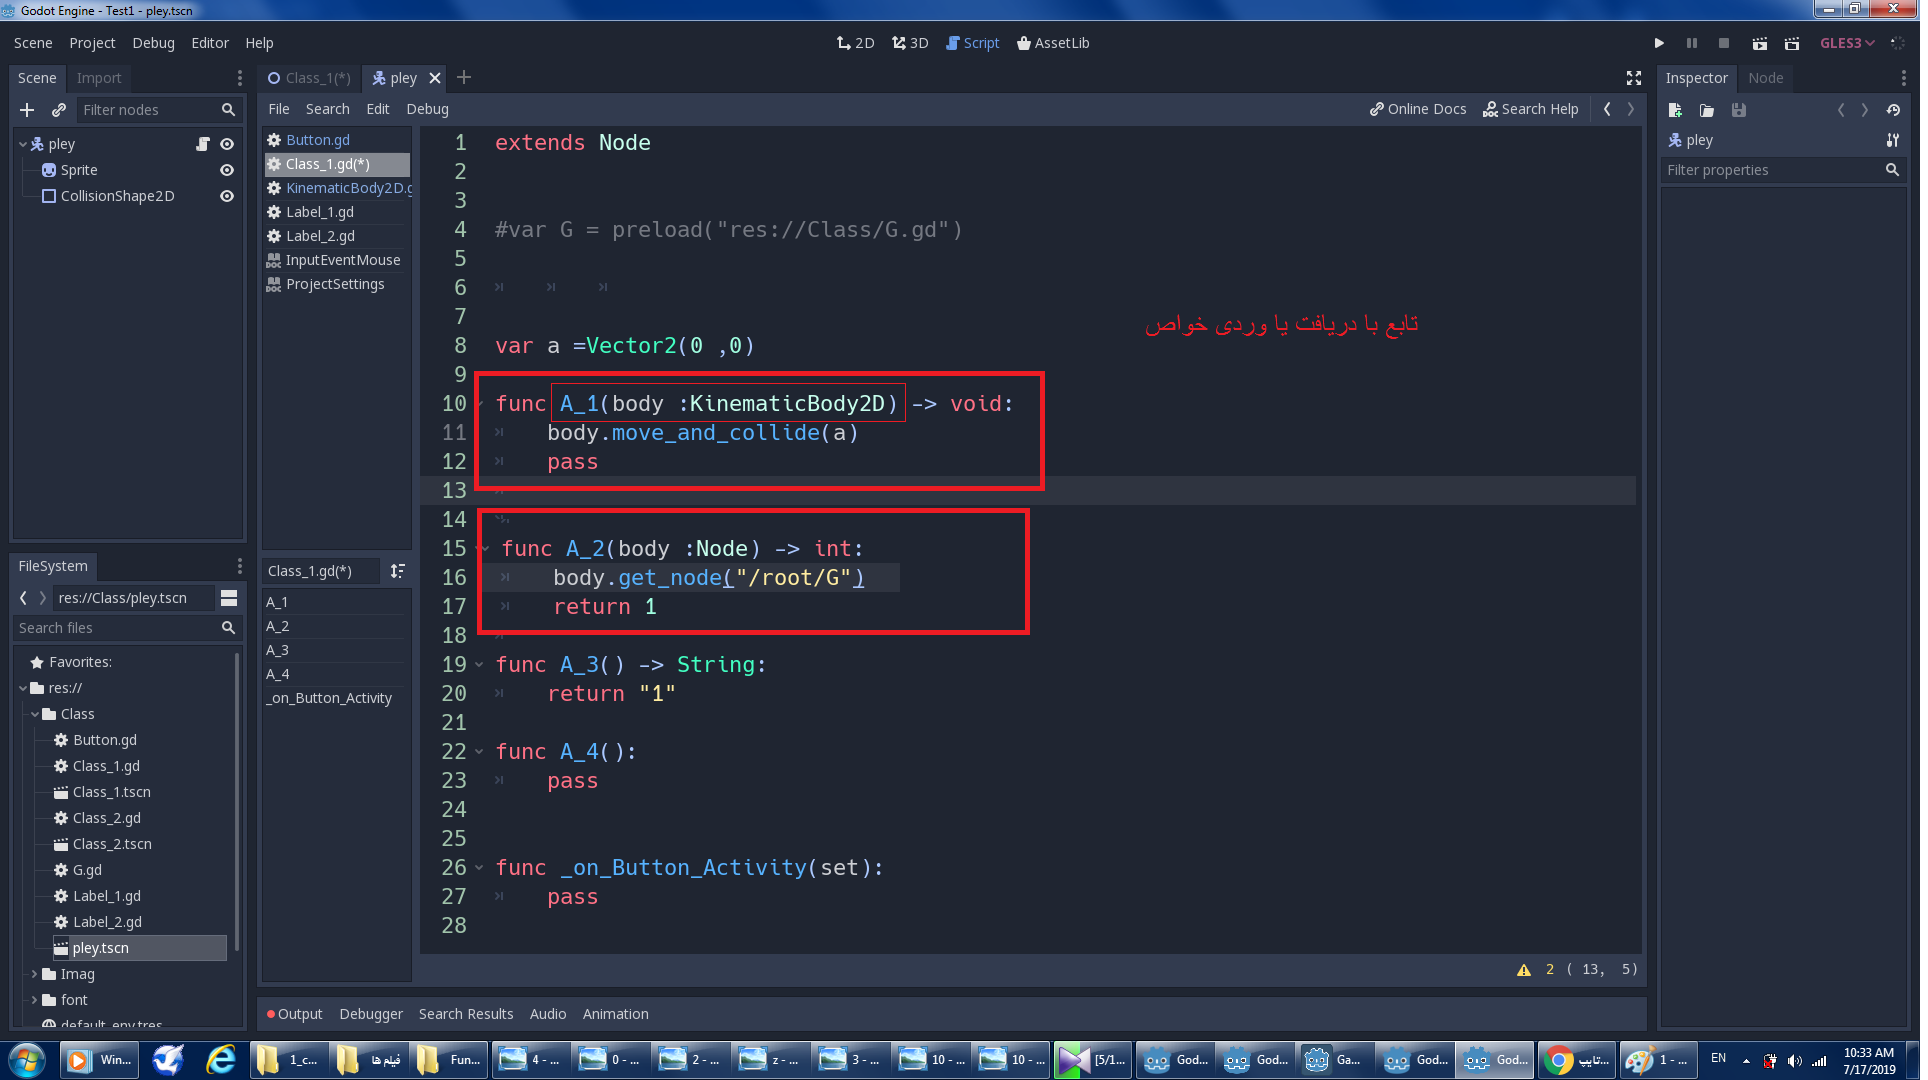 Godot Engine - Test1 - pley.tscn
Scene Project Debug Editor Help
2D 3D Script AssetLib
GLES3
Scene Import
Filter nodes
pley
Sprite
CollisionShape2D
FileSystem
res://Class/pley.tscn
Search files
Favorites:
res://
Class
Button.gd
Class_1.gd
Class_1.tscn
Class_2.gd
Class_2.tscn
G.gd
Label_1.gd
Label_2.gd
pley.tscn
Imag
font
default_env.tres
Class_1(*) pley
File Search Edit Debug
Online Docs Search Help
Button.gd
Class_1.gd(*)
KinematicBody2D.g
Label_1.gd
Label_2.gd
InputEventMouse
ProjectSettings
Class_1.gd(*)
A_1
A_2
A_3
A_4
_on_Button_Activity
1 extends Node
2
3
4 #var G = preload("res://Class/G.gd")
5
6
7
تابع با دریافت یا وردی خواص
8 var a =Vector2(0 ,0)
9
10 func A_1(body :KinematicBody2D) -> void:
11 body.move_and_collide(a)
12 pass
13
14
15 func A_2(body :Node) -> int:
16 body.get_node("/root/G")
17 return 1
18
19 func A_3() -> String:
20 return "1"
21
22 func A_4():
23 pass
24
25
26 func _on_Button_Activity(set):
27 pass
28
2 ( 13, 5)
Output Debugger Search Results Audio Animation
Inspector Node
pley
Filter properties
Win... 1_c... فیلم ها Fun... 4 - ... 0 - ... 2 - ... z - ... 3 - ... 10 - ... 10 - ... [5/1... God... God... Ga... God... God... تایپ... 1 - ...
EN
10:33 AM
7/17/2019